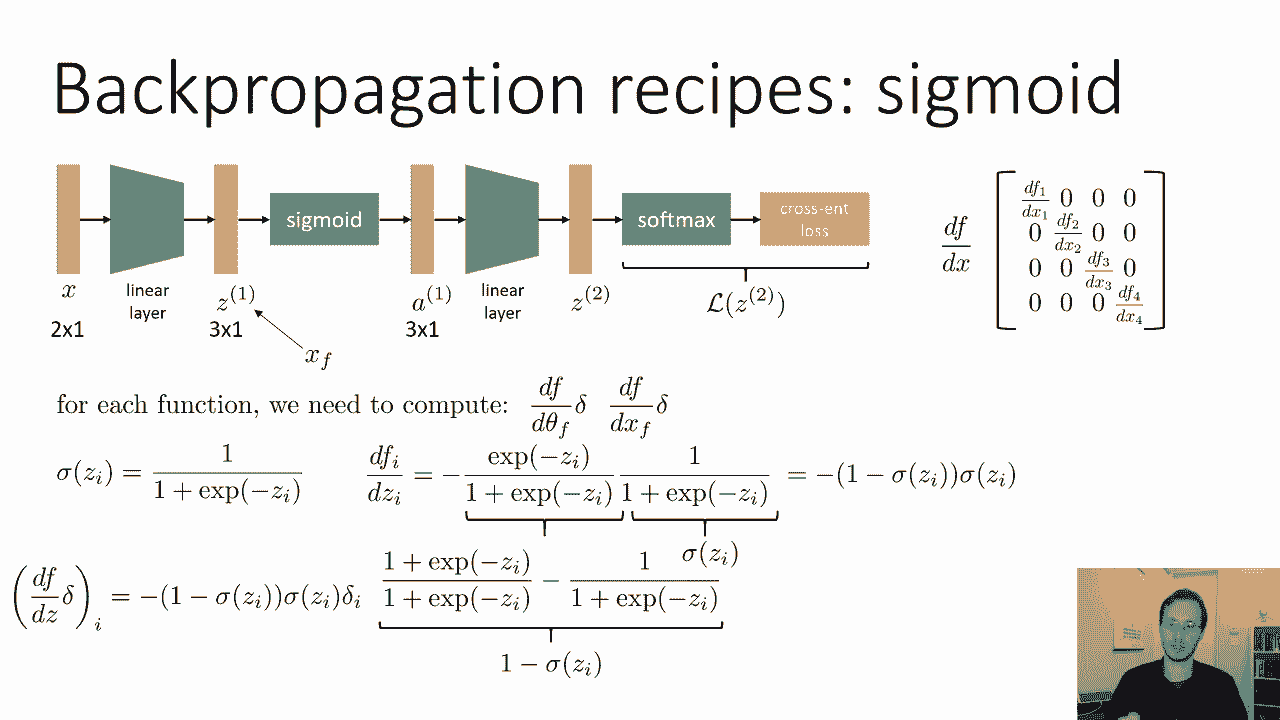 Backpropagation recipes: sigmoid
sigmoid
softmax
cross-ent
loss
x
linear
layer
z^{(1)}
a^{(1)}
linear
layer
z^{(2)}
\mathcal{L}(z^{(2)})
2x1
3x1
3x1
x_f
\frac{df}{dx}
\frac{df_1}{dx_1} 0 0 0
0 \frac{df_2}{dx_2} 0 0
0 0 \frac{df_3}{dx_3} 0
0 0 0 \frac{df_4}{dx_4}
for each function, we need to compute: \frac{df}{d\theta_f}\delta \frac{df}{dx_f}\delta
\sigma(z_i) = \frac{1}{1 + \exp(-z_i)}
\frac{df_i}{dz_i} = -\frac{\exp(-z_i)}{1 + \exp(-z_i)} \frac{1}{1 + \exp(-z_i)} = -(1 - \sigma(z_i))\sigma(z_i)
\sigma(z_i)
\left(\frac{df}{dz}\delta\right)_i = -(1 - \sigma(z_i))\sigma(z_i)\delta_i
\frac{1 + \exp(-z_i)}{1 + \exp(-z_i)} - \frac{1}{1 + \exp(-z_i)}
1 - \sigma(z_i)